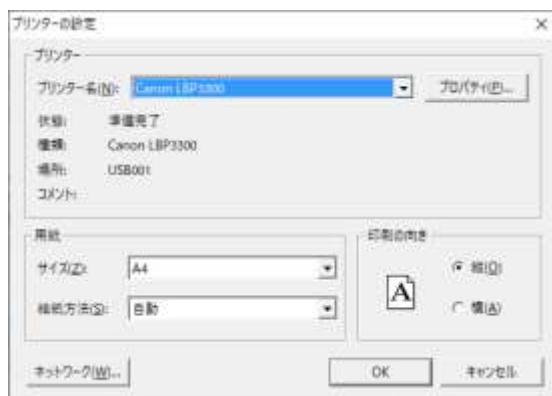 プリンターの設定
プリンター
プリンター名(N): Canon LBP3300 プロパティ(P)...
状態: 準備完了
種類: Canon LBP3300
場所: USB001
コメント:
用紙
サイズ(Z): A4
給紙方法(S): 自動
印刷の向き
A
縦(O)
横(A)
ネットワーク(W)... OK キャンセル